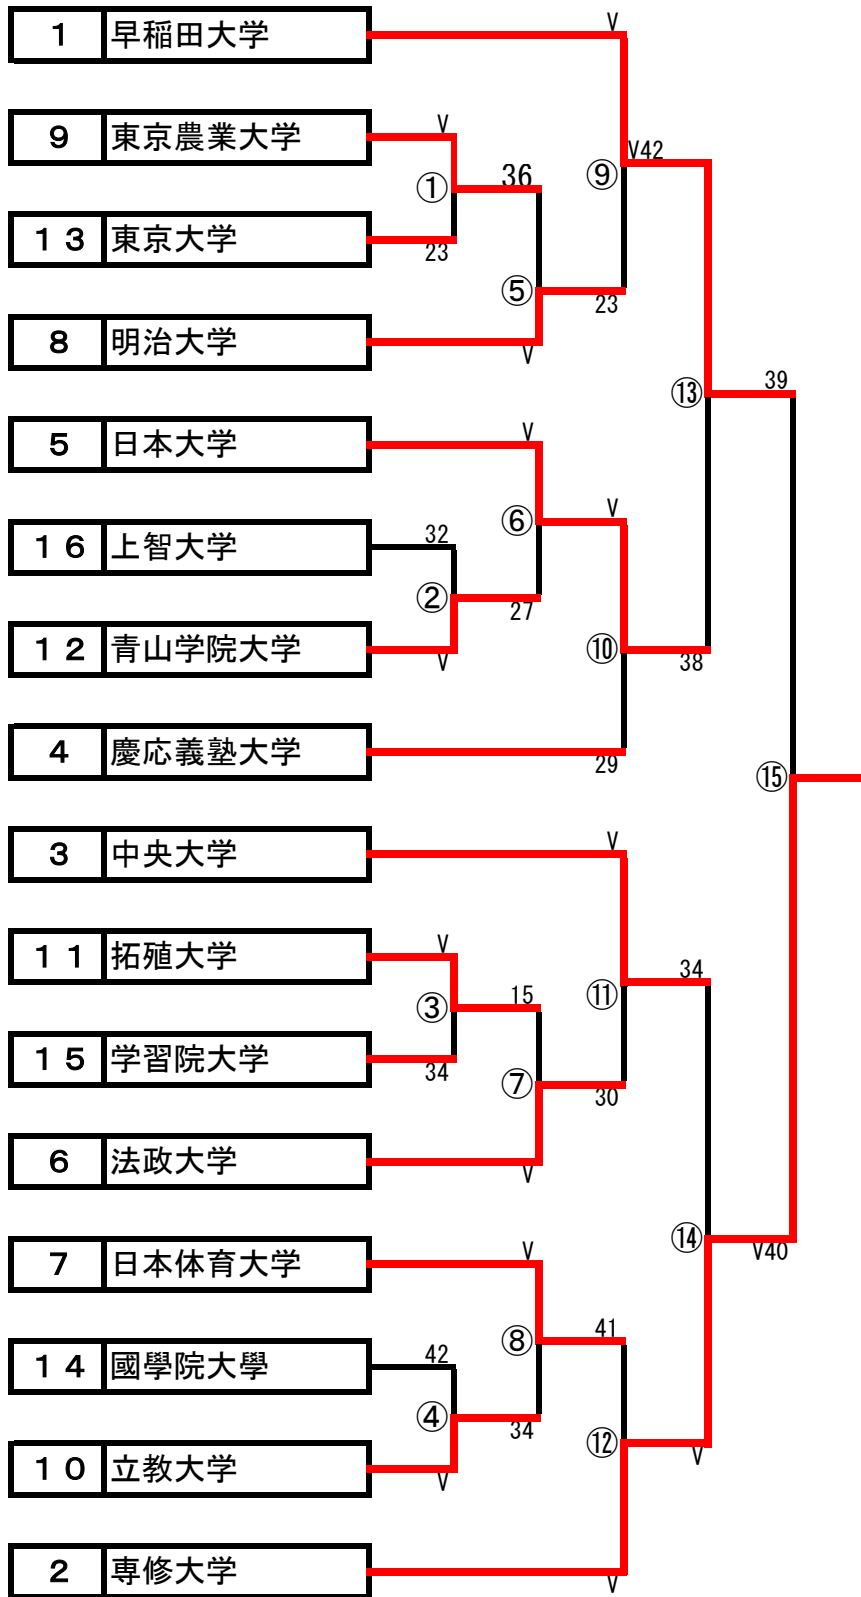 1 早稲田大学 V
9 東京農業大学 V
① 36 ⑨ V42
13 東京大学 23
⑤ 23
8 明治大学 V
⑬ 39
5 日本大学 V
⑥ V
16 上智大学 32
② 27
12 青山学院大学 V
⑩ 38
4 慶応義塾大学 29
⑮
3 中央大学 V
11 拓殖大学 V
③ 15 ⑪ 34
15 学習院大学 34
⑦ 30
6 法政大学 V
⑭ V40
7 日本体育大学 V
⑧ 41
14 國學院大學 42
④ 34
⑫ V
10 立教大学 V
2 専修大学 V